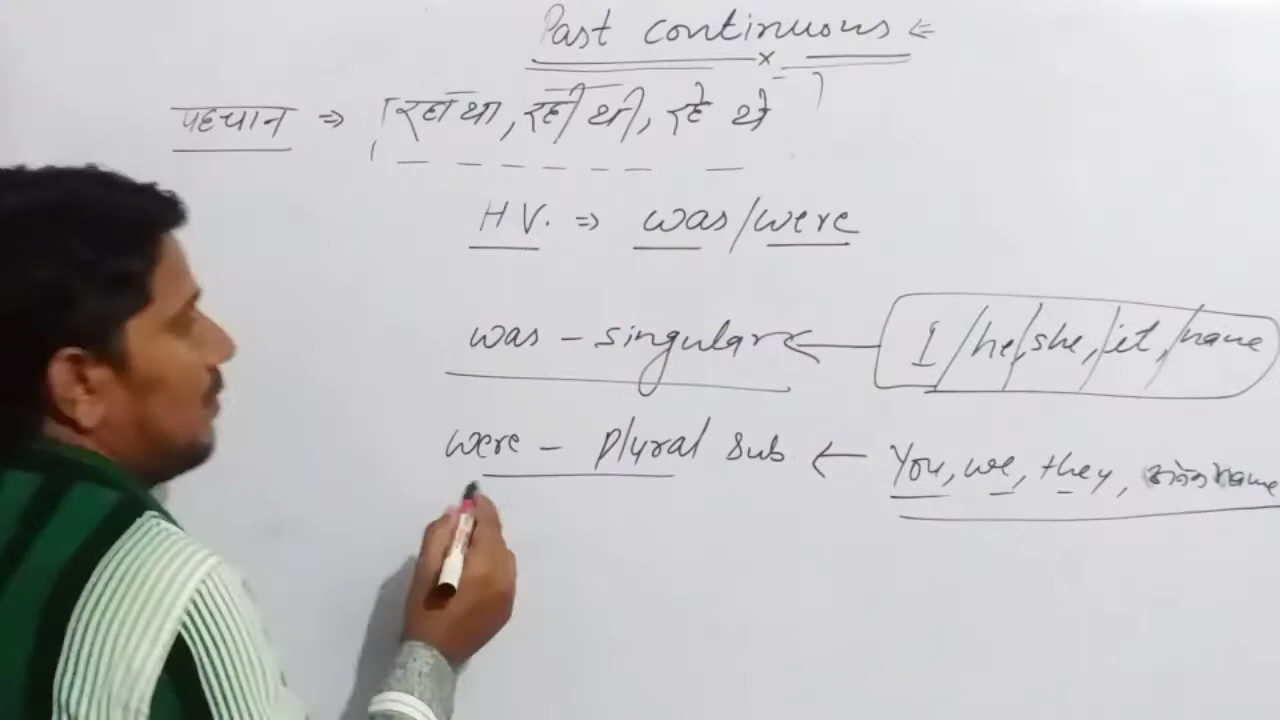 Past continuous ⇐
पहचान ⇒ रहा था, रही थी, रहे थे
H V. ⇒ was/were
was – singular ← I/he/she,/it,/name
were – plural sub ← You, we, they, name